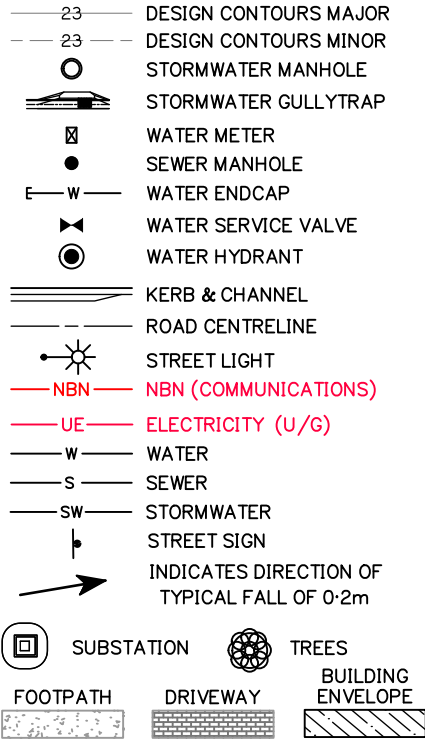 23 DESIGN CONTOURS MAJOR
23 DESIGN CONTOURS MINOR
STORMWATER MANHOLE
STORMWATER GULLYTRAP
WATER METER
SEWER MANHOLE
W WATER ENDCAP
WATER SERVICE VALVE
WATER HYDRANT
KERB & CHANNEL
ROAD CENTRELINE
STREET LIGHT
NBN NBN (COMMUNICATIONS)
UE ELECTRICITY (U/G)
W WATER
S SEWER
SW STORMWATER
STREET SIGN
INDICATES DIRECTION OF
TYPICAL FALL OF 0·2m
SUBSTATION TREES
FOOTPATH DRIVEWAY BUILDING
ENVELOPE